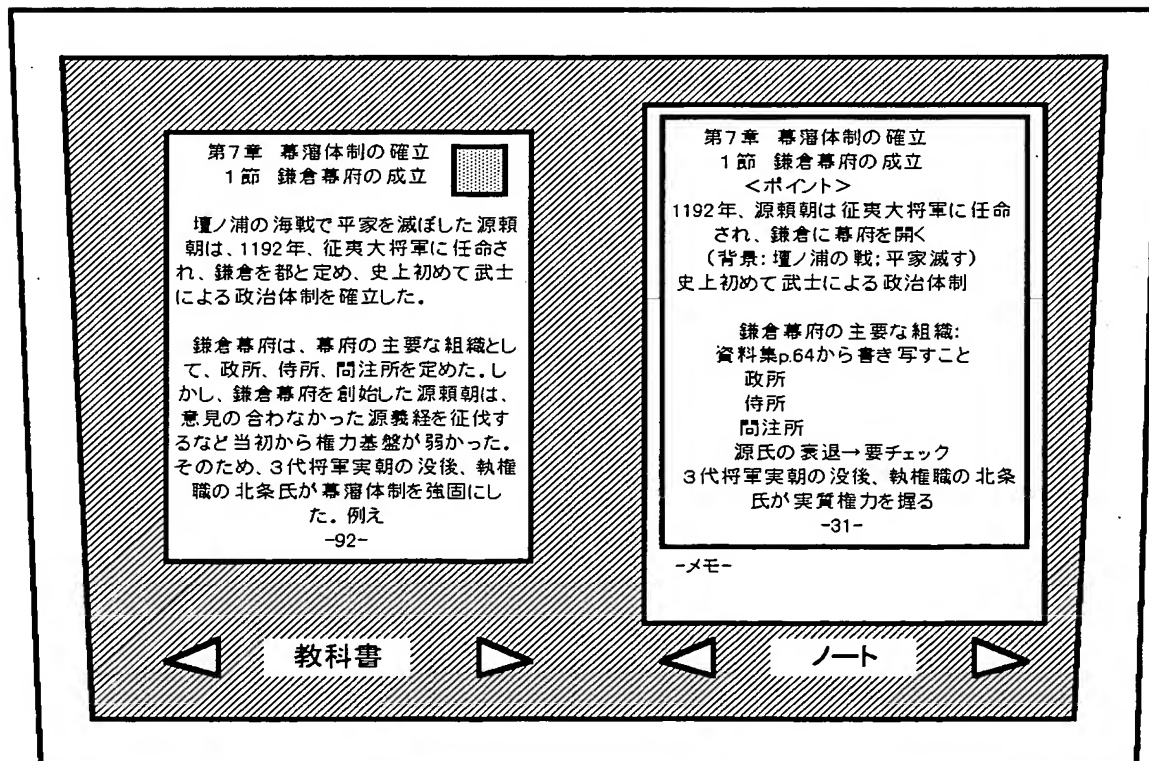 第7章 幕藩体制の確立
1節 鎌倉幕府の成立
壇ノ浦の海戦で平家を滅ぼした源頼
朝は、1192年、征夷大将軍に任命さ
れ、鎌倉を都と定め、史上初めて武士
による政治体制を確立した。
鎌倉幕府は、幕府の主要な組織とし
て、政所、侍所、問注所を定めた。し
かし、鎌倉幕府を創始した源頼朝は、
意見の合わなかった源義経を征伐す
るなど当初から権力基盤が弱かった。
そのため、3代将軍実朝の没後、執権
職の北条氏が幕藩体制を強固にし
た。例え
-92-
教科書
第7章 幕藩体制の確立
1節 鎌倉幕府の成立
<ポイント>
1192年、源頼朝は征夷大将軍に任命
され、鎌倉に幕府を開く
(背景:壇ノ浦の戦;平家滅す)
史上初めて武士による政治体制
鎌倉幕府の主要な組織:
資料集p.64から書き写すこと
政所
侍所
問注所
源氏の衰退→要チェック
3代将軍実朝の没後、執権職の北条
氏が実質権力を握る
-31-
-メモ-
ノート